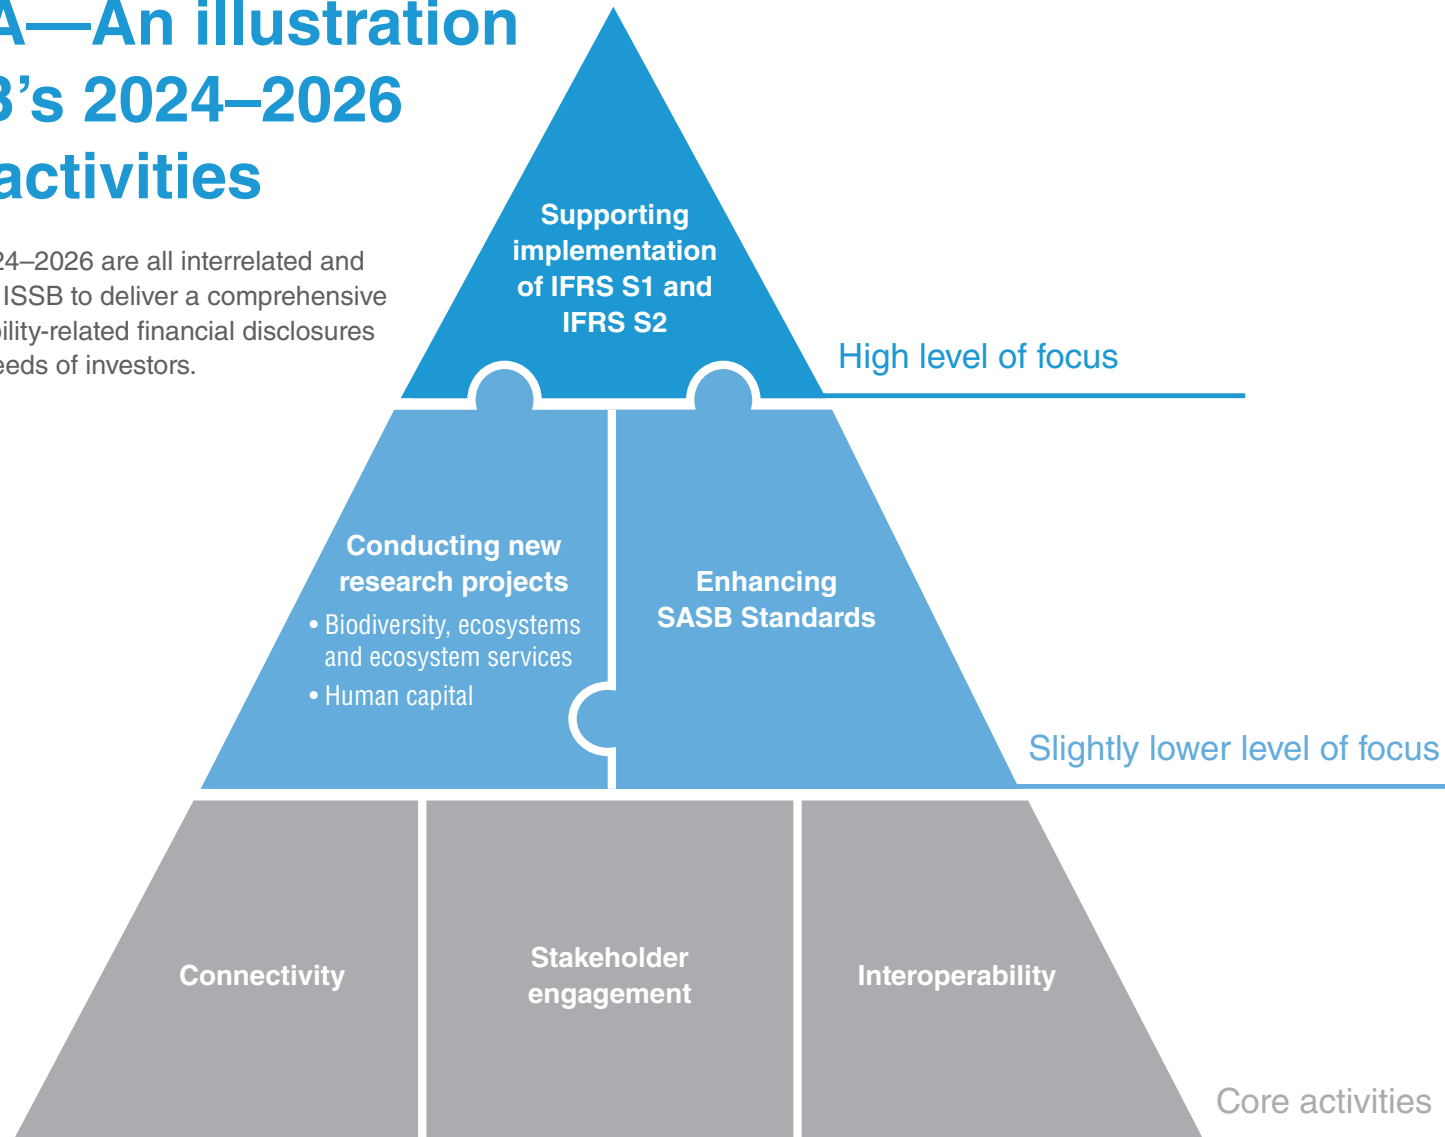 A—An illustration
’s 2024–2026
activities
24–2026 are all interrelated and
ISSB to deliver a comprehensive
bility-related financial disclosures
eeds of investors.
Supporting
implementation
of IFRS S1 and
IFRS S2
High level of focus
Conducting new
research projects
• Biodiversity, ecosystems
and ecosystem services
• Human capital
Enhancing
SASB Standards
Slightly lower level of focus
Connectivity
Stakeholder
engagement
Interoperability
Core activities